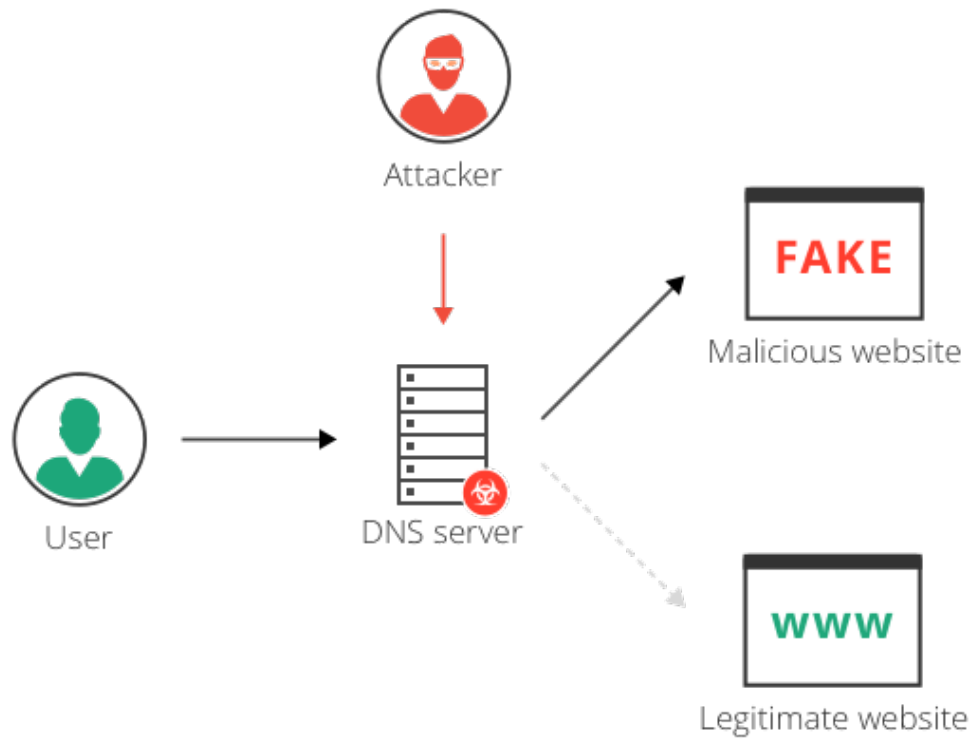 Attacker
FAKE
Malicious website
User
DNS server
www
Legitimate website